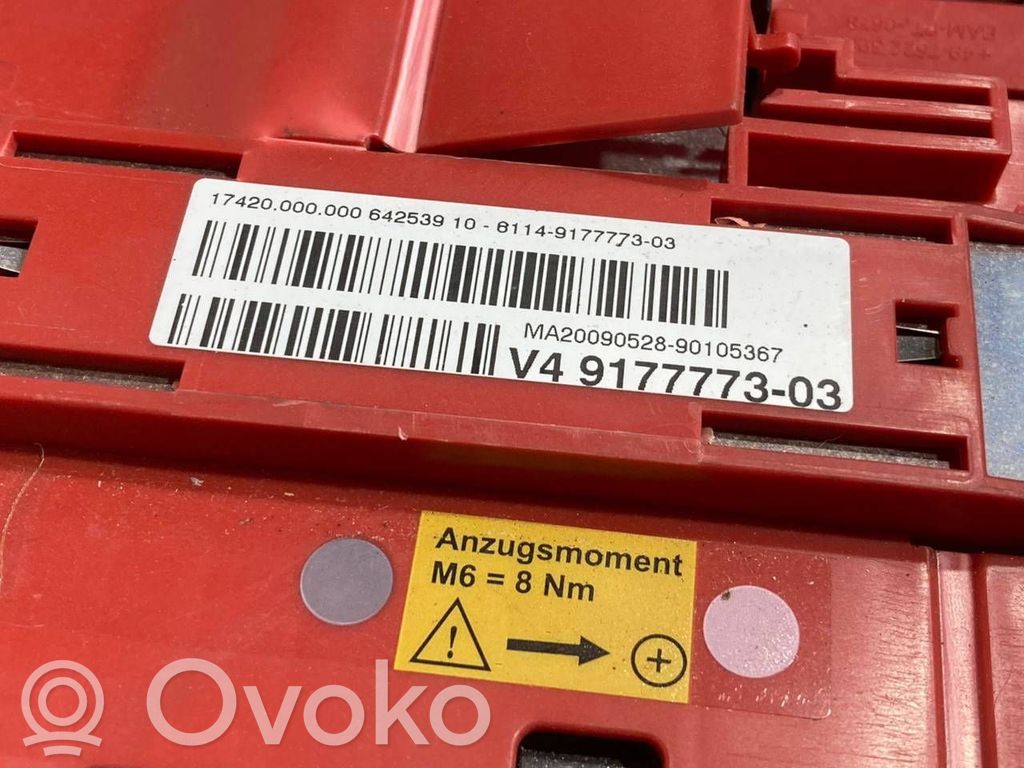 17420.000.000 642539 10 - 6114-9177773-03
MA20090528-90105367
V4 9177773-03
Anzugsmoment
M6 = 8 Nm
Ovoko